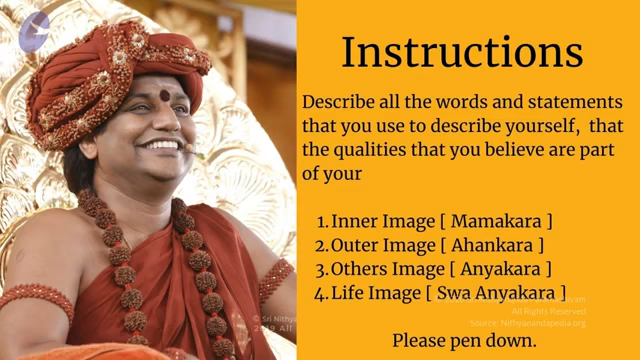 Instructions
Describe all the words and statements
that you use to describe yourself,  that
the qualities that you believe are part
of your
1. Inner Image [ Mamakara ]
2. Outer Image [ Ahankara ]
3. Others Image [ Anyakara ]
4. Life Image [ Swa Anyakara ]
All Rights Reserved
Source: Nithyanandapedia.org
Please pen down.
© Sri Nithya
2019 All